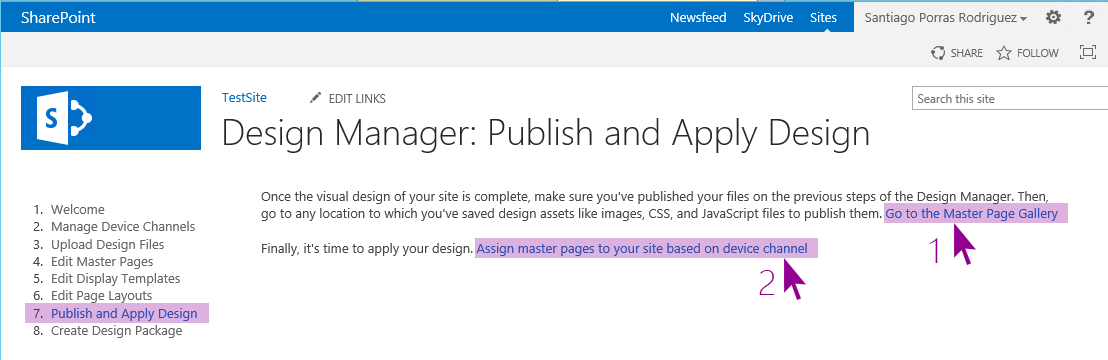 SharePoint
Newsfeed SkyDrive Sites Santiago Porras Rodriguez ?
SHARE FOLLOW
S
TestSite EDIT LINKS
Search this site
Design Manager: Publish and Apply Design
Once the visual design of your site is complete, make sure you've published your files on the previous steps of the Design Manager. Then,
go to any location to which you've saved design assets like images, CSS, and JavaScript files to publish them. Go to the Master Page Gallery
1
Finally, it's time to apply your design. Assign master pages to your site based on device channel
2
1. Welcome
2. Manage Device Channels
3. Upload Design Files
4. Edit Master Pages
5. Edit Display Templates
6. Edit Page Layouts
7. Publish and Apply Design
8. Create Design Package